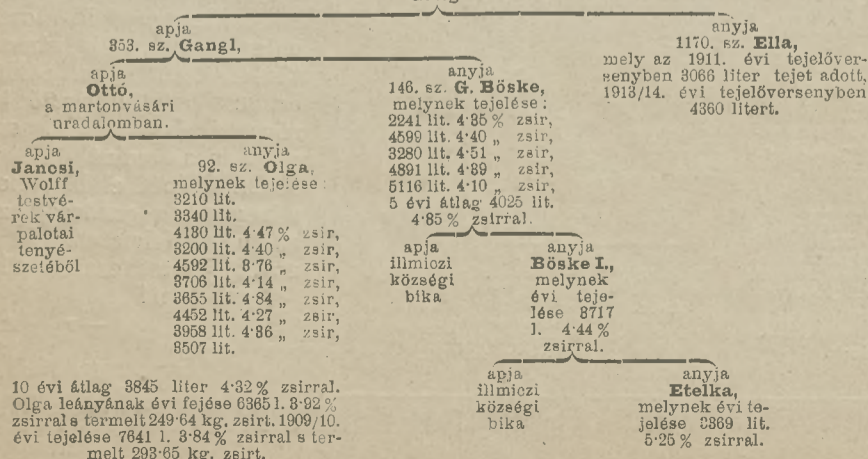 apja
353. sz. Gangl,
anyja
1170. sz. Ella,
mely az 1911. évi tejelőver-
senyben 3066 liter tejet adott,
1913/14. évi tejelőversenyben
4360 litert.
apja
Ottó,
a martonvásári
uradalomban.
anyja
146. sz. G. Böske,
melynek tejelése:
2241 lit. 4·35 % zsir,
4599 lit. 4·40 „ zsir,
3280 lit. 4·51 „ zsir,
4891 lit. 4·89 „ zsir,
5116 lit. 4·10 „ zsir,
5 évi átlag 4025 lit.
4·85 % zsirral.
apja
Jancsi,
Wolff
testvé-
rek vár-
palotai
tenyé-
szetéből
anyja
92. sz. Olga,
melynek tejelése:
3210 lit.
3340 lit.
4130 lit. 4·47 % zsir,
3200 lit. 4·40 „ zsir,
4592 lit. 3·76 „ zsir,
3706 lit. 4·14 „ zsir,
3655 lit. 4·84 „ zsir,
4452 lit. 4·27 „ zsir,
3958 lit. 4·36 „ zsir,
3507 lit.
apja
illmiczi
községi
bika
anyja
Böske I.,
melynek
évi teje-
lése 3717
l. 4·44 %
zsirral.
10 évi átlag 3845 liter 4·32 % zsirral.
Olga leányának évi fejése 6365 l. 3·92 %
zsirral s termelt 249·64 kg. zsirt. 1909/10.
évi tejelése 7641 l. 3·84 % zsirral s ter-
melt 293·65 kg. zsirt.
apja
illmiczi
községi
bika
anyja
Etelka,
melynek évi te-
jelése 3369 lit.
5·25 % zsirral.